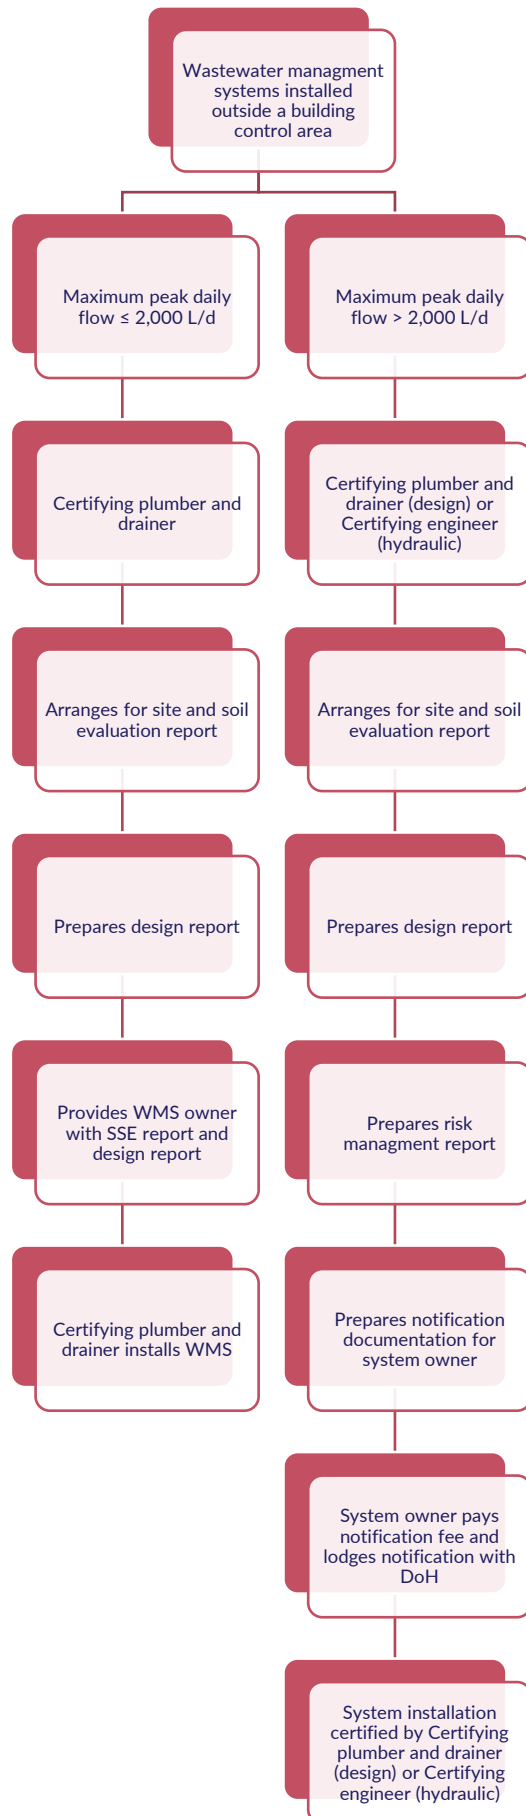 Wastewater managment
systems installed
outside a building
control area
Maximum peak daily
flow ≤ 2,000 L/d
Maximum peak daily
flow > 2,000 L/d
Certifying plumber and
drainer
Certifying plumber and
drainer (design) or
Certifying engineer
(hydraulic)
Arranges for site and soil
evaluation report
Arranges for site and soil
evaluation report
Prepares design report
Prepares design report
Provides WMS owner
with SSE report and
design report
Prepares risk
managment report
Certifying plumber and
drainer installs WMS
Prepares notification
documentation for
system owner
System owner pays
notification fee and
lodges notification with
DoH
System installation
certified by Certifying
plumber and drainer
(design) or Certifying
engineer (hydraulic)